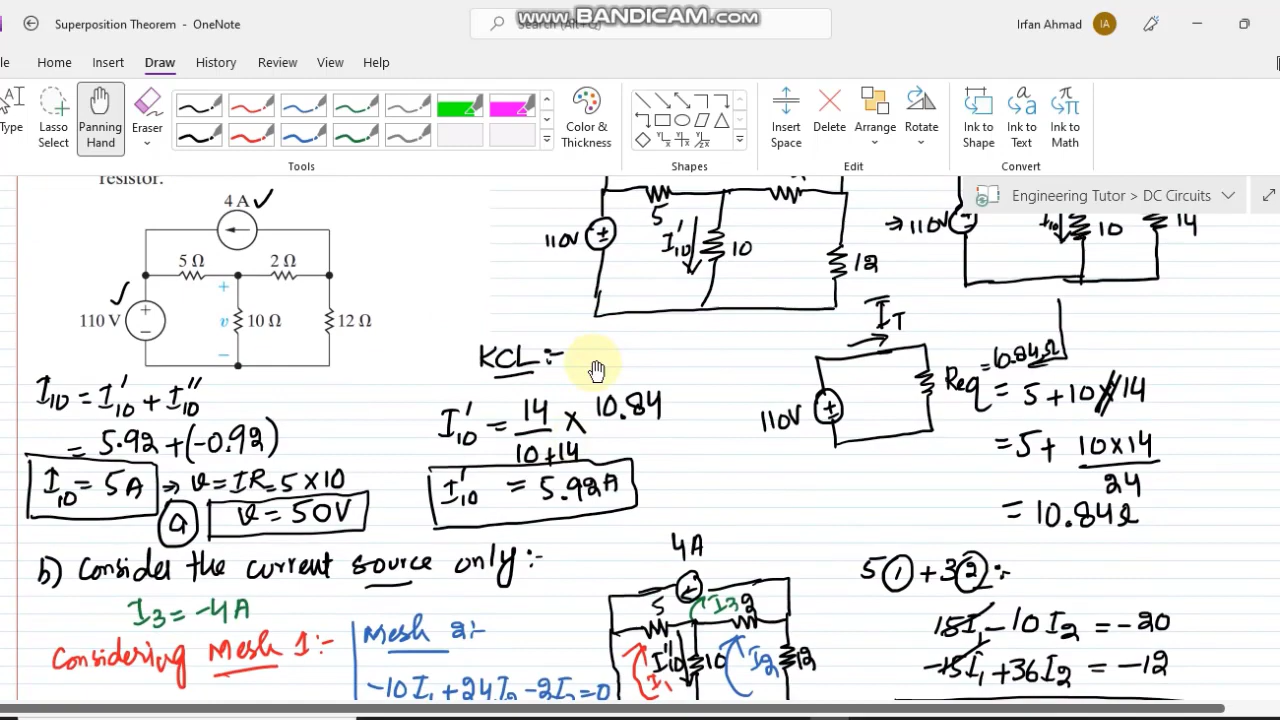 www.BANDICAM.com
Superposition Theorem - OneNote
Irfan Ahmad
IA
Home Insert Draw History Review View Help
Type
Lasso Select
Panning Hand
Eraser
Color & Thickness
Insert Space
Delete
Arrange
Rotate
Ink to Shape
Ink to Text
Ink to Math
Tools
Shapes
Edit
Convert
Engineering Tutor > DC Circuits
resistor.
4 A
5 Ω
2 Ω
+
110 V
+
−
v
10 Ω
12 Ω
−
5
110V
I'10
10
12
→110V
I10
10
14
IT
110V
Req = 5 + 10 // 14
= 10.84Ω
= 5 + 10×14 / 24
= 10.84Ω
KCL:-
I'10 = 14 / 10+14 × 10.84
I'10 = 5.92A
I10 = I'10 + I''10
= 5.92 + (-0.92)
I10 = 5A ⇒ v = IR = 5 × 10
a v = 50V
b) Consider the current source only:-
I3 = -4A
Considering Mesh 1:-
Mesh 2:-
-10I1 + 24I2 - 2I3 = 0
4A
5
I3
2
I''10
10
12
I1
I2
5 1 + 3 2 :-
15I1 - 10I2 = -20
-15I1 + 36I2 = -12